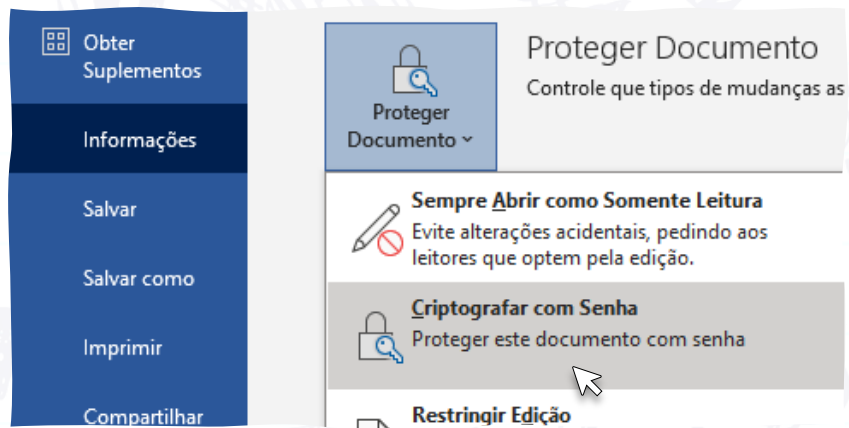 Obter
Suplementos
Informações
Salvar
Salvar como
Imprimir
Compartilhar
Proteger
Documento
Proteger Documento
Controle que tipos de mudanças as
Sempre Abrir como Somente Leitura
Evite alterações acidentais, pedindo aos
leitores que optem pela edição.
Criptografar com Senha
Proteger este documento com senha
Restringir Edição